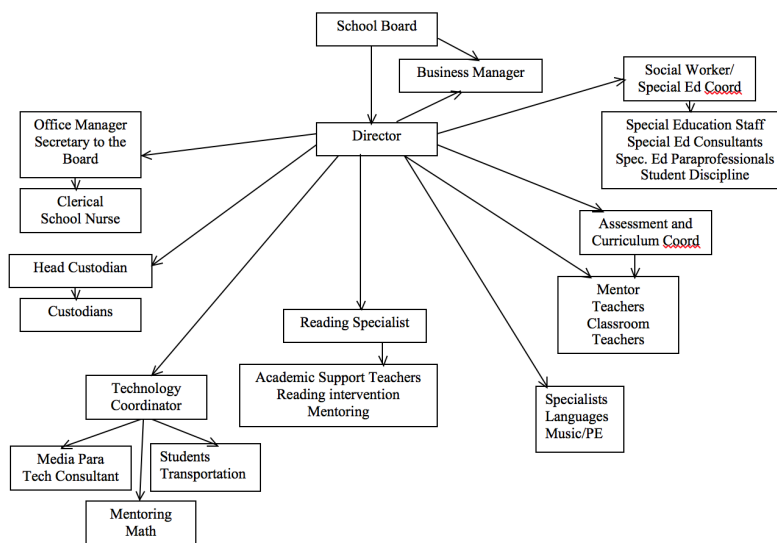 School Board
Business Manager
Social Worker/
Special Ed Coord
Office Manager
Secretary to the
Board
Director
Special Education Staff
Special Ed Consultants
Spec. Ed Paraprofessionals
Student Discipline
Clerical
School Nurse
Assessment and
Curriculum Coord
Head Custodian
Mentor
Teachers
Classroom
Teachers
Custodians
Reading Specialist
Academic Support Teachers
Reading intervention
Mentoring
Technology
Coordinator
Specialists
Languages
Music/PE
Media Para
Tech Consultant
Students
Transportation
Mentoring
Math